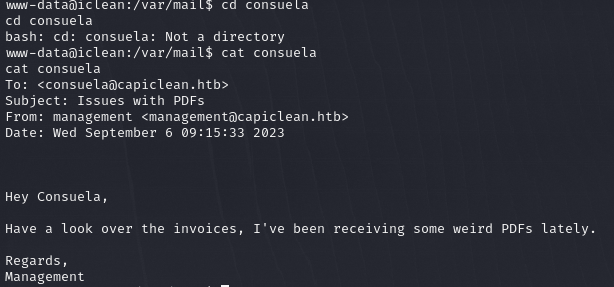 www-data@iclean:/var/mail$ cd consuela
cd consuela
bash: cd: consuela: Not a directory
www-data@iclean:/var/mail$ cat consuela
cat consuela
To: <consuela@capiclean.htb>
Subject: Issues with PDFs
From: management <management@capiclean.htb>
Date: Wed September 6 09:15:33 2023
Hey Consuela,
Have a look over the invoices, I've been receiving some weird PDFs lately.
Regards,
Management